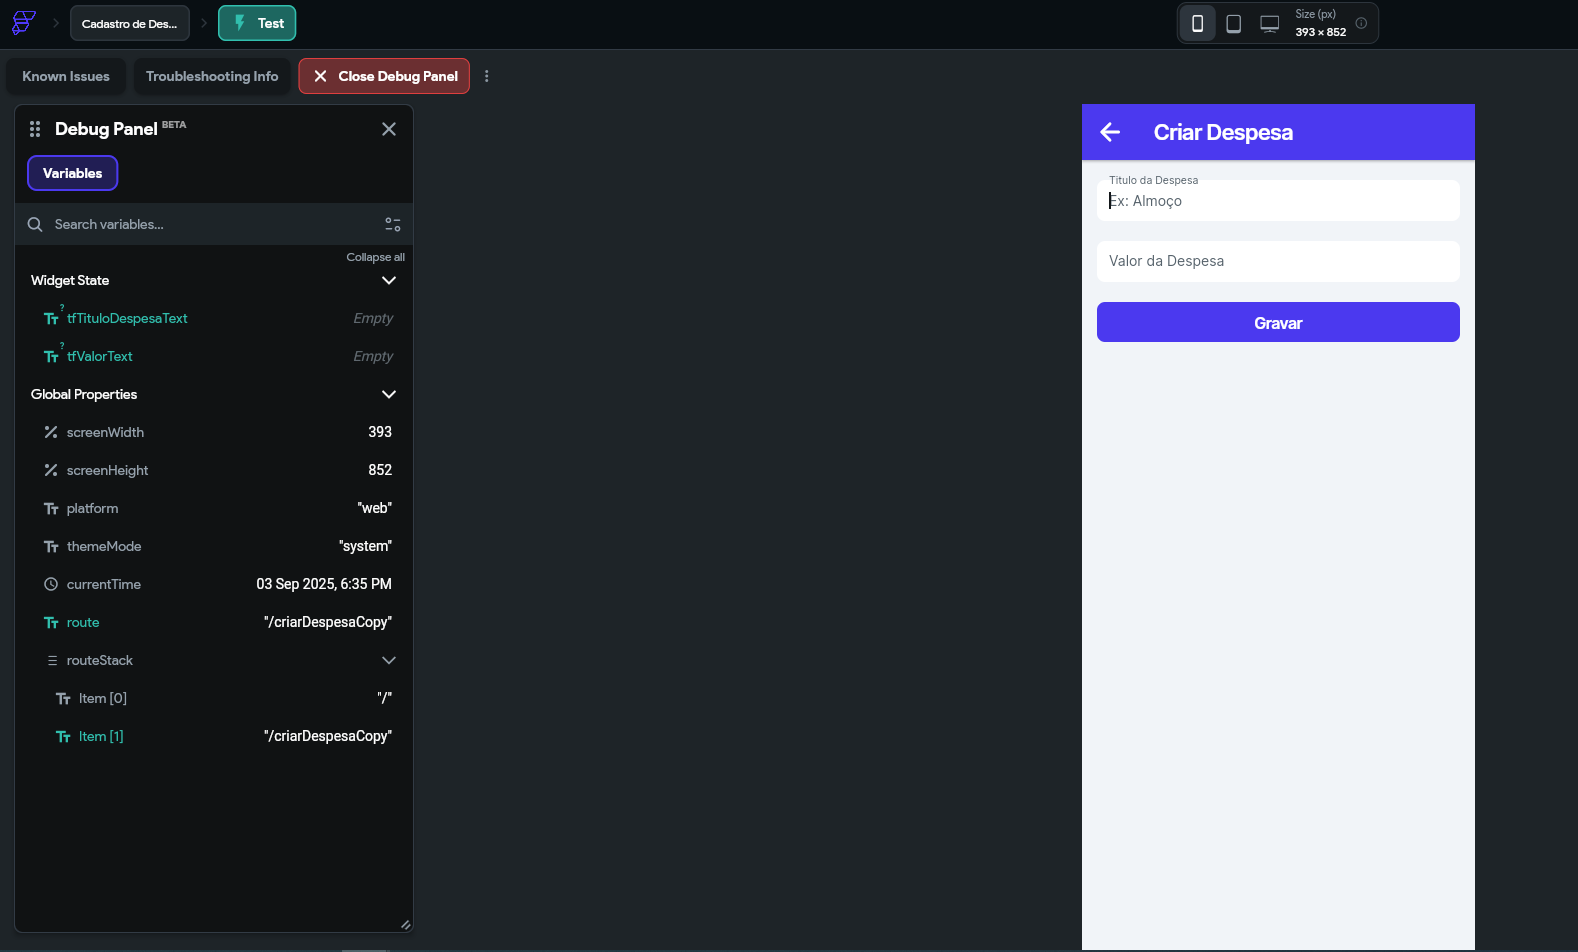 Cadastro de Des...
Test
Size (px)
393 × 852
Known Issues
Troubleshooting Info
Close Debug Panel
Debug Panel BETA
Variables
Search variables...
Collapse all
Widget State
tfTituloDespesaText Empty
tfValorText Empty
Global Properties
screenWidth 393
screenHeight 852
platform "web"
themeMode "system"
currentTime 03 Sep 2025, 6:35 PM
route "/criarDespesaCopy"
routeStack
Item [0] "/"
Item [1] "/criarDespesaCopy"
Criar Despesa
Titulo da Despesa
Ex: Almoço
Valor da Despesa
Gravar